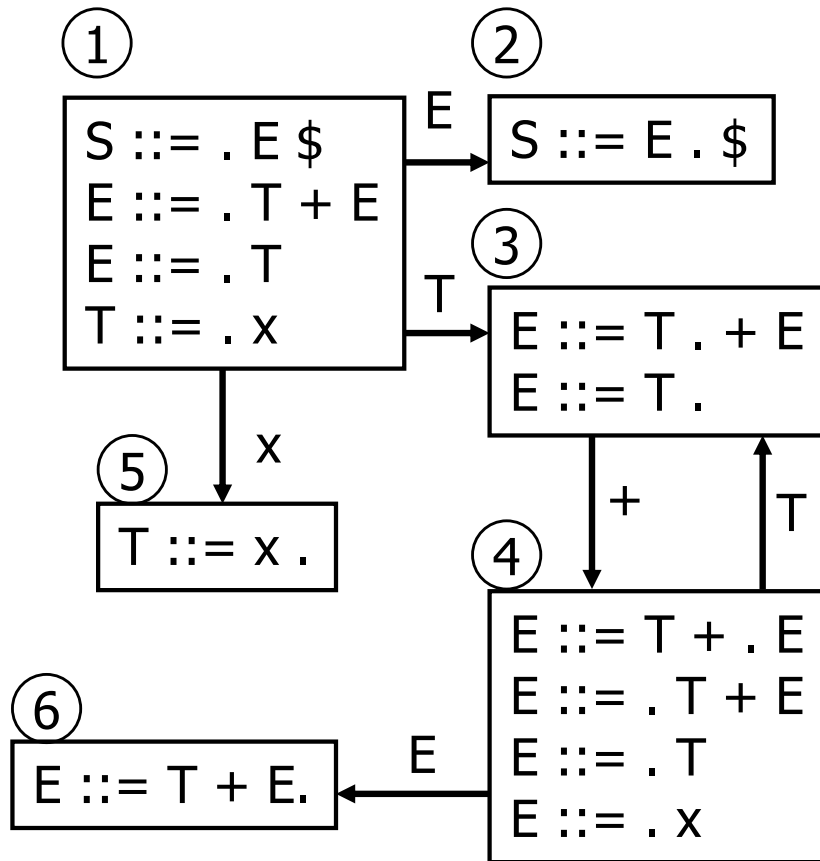 1
S ::= . E $
E ::= . T + E
E ::= . T
T ::= . x
E
2
S ::= E . $
T
3
E ::= T . + E
E ::= T .
x
5
T ::= x .
+
T
4
E ::= T + . E
E ::= . T + E
E ::= . T
E ::= . x
E
6
E ::= T + E.